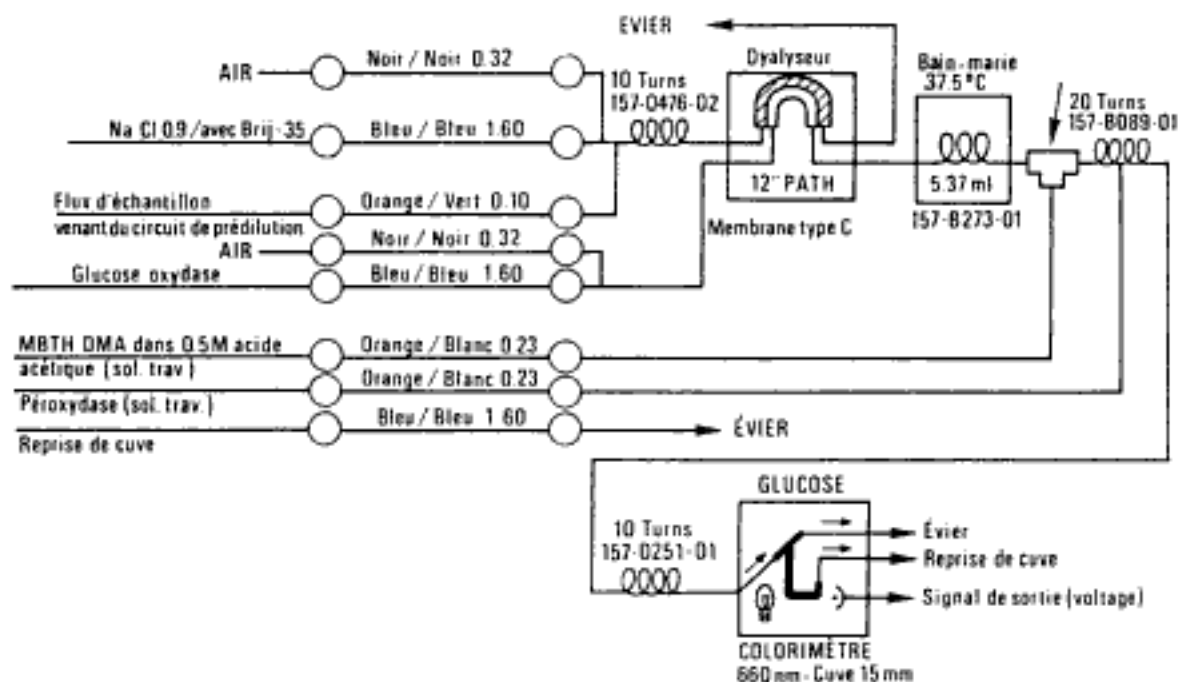 EVIER
AIR
Noir / Noir 0.32
10 Turns
157-0476-02
Dyalyseur
Bain-marie
37.5°C
20 Turns
157-B089-01
Na Cl 0.9/avec Brij-35
Bleu / Bleu 1.60
12" PATH
5.37 ml
Flux d'échantillon
venant du circuit de prédilution
Orange / Vert 0.10
Membrane type C
157-B273-01
AIR
Noir / Noir 0.32
Glucose oxydase
Bleu / Bleu 1.60
MBTH DMA dans 0.5M acide
acétique (sol. trav)
Orange / Blanc 0.23
Péroxydase (sol. trav.)
Orange / Blanc 0.23
Reprise de cuve
Bleu / Bleu 1 60
ÉVIER
GLUCOSE
10 Turns
157-0251-01
Évier
Reprise de cuve
Signal de sortie (voltage)
COLORIMÈTRE
660 nm - Cuve 15 mm